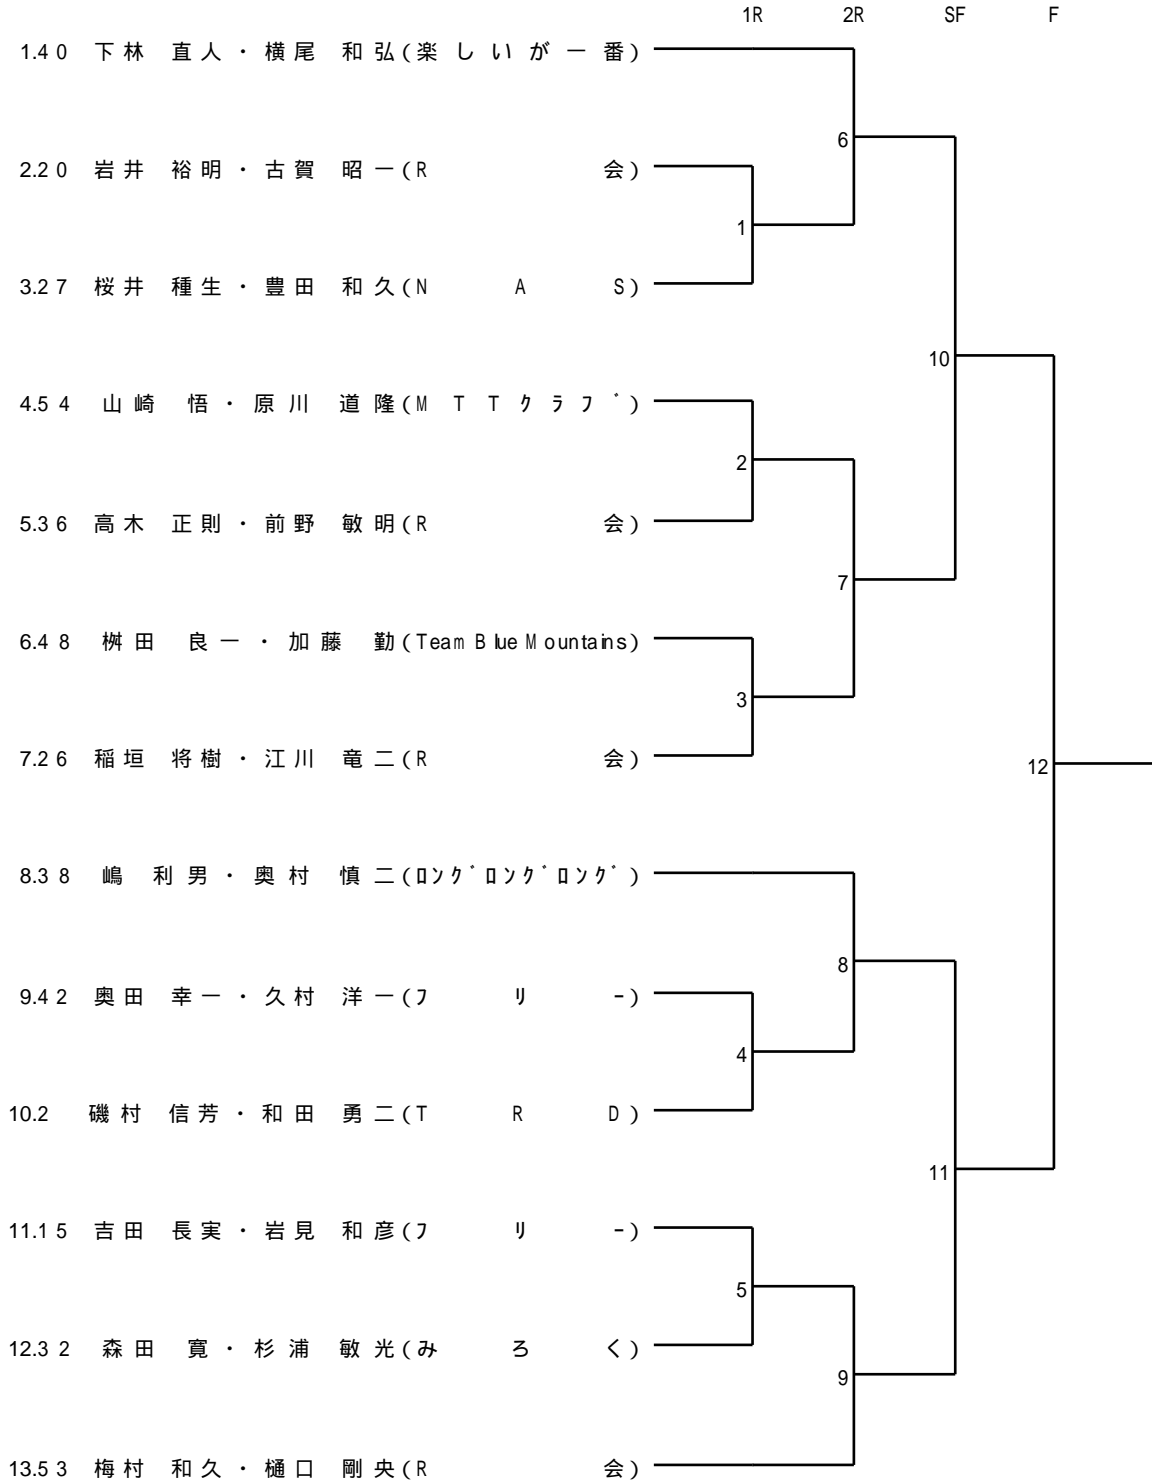 1R 2R SF F
1.40 下林 直人・横尾 和弘(楽しいが一番)
6
2.20 岩井 裕明・古賀 昭一(R 会)
1
3.27 桜井 種生・豊田 和久(N A S)
10
4.54 山崎 悟・原川 道隆(MTTクラブ)
2
5.36 高木 正則・前野 敏明(R 会)
7
6.48 桝田 良一・加藤 勤(Team Blue Mountains)
3
7.26 稲垣 将樹・江川 竜二(R 会)
12
8.38 嶋 利男・奥村 慎二(ロングロングロング)
8
9.42 奥田 幸一・久村 洋一(フ リ ー)
4
10.2 磯村 信芳・和田 勇二(T R D)
11
11.15 吉田 長実・岩見 和彦(フ リ ー)
5
12.32 森田 寛・杉浦 敏光(み ろ く)
9
13.53 梅村 和久・樋口 剛央(R 会)